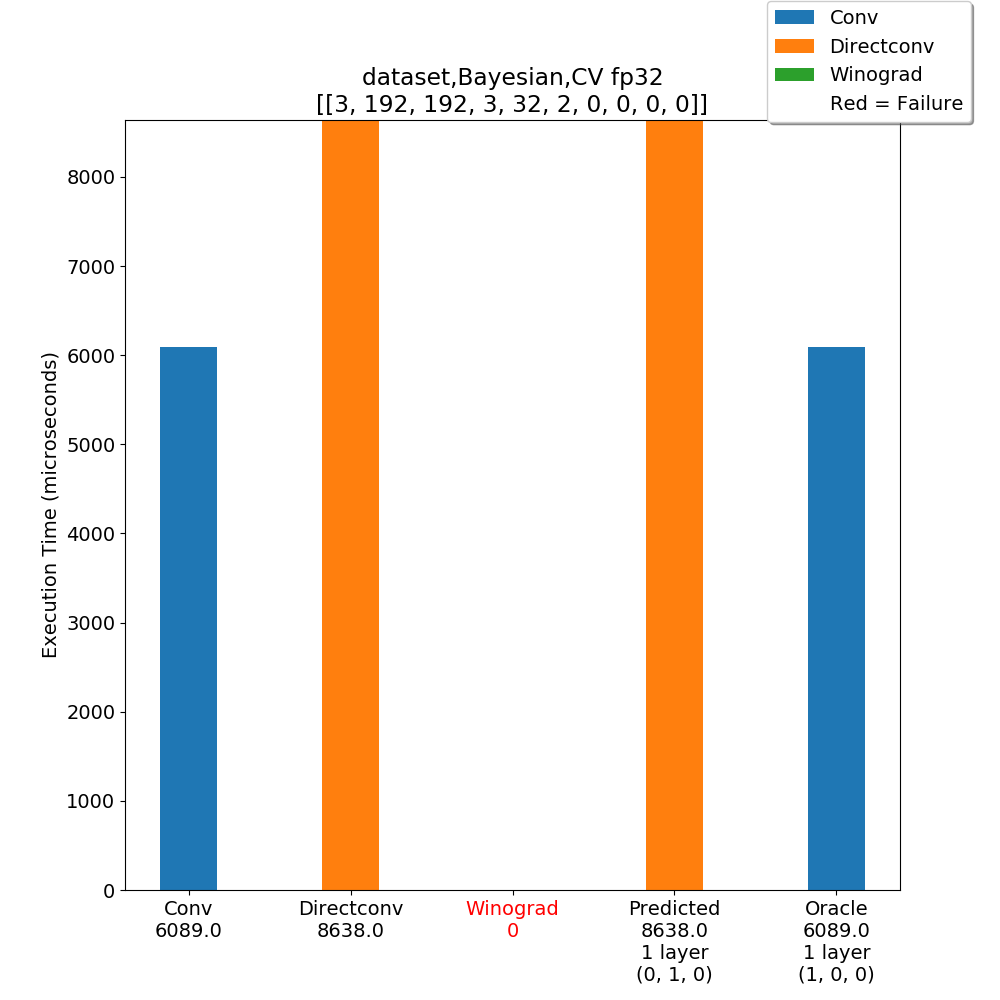 Conv
Directconv
Winograd
Red = Failure
dataset,Bayesian,CV fp32
[[3, 192, 192, 3, 32, 2, 0, 0, 0, 0]]
Execution Time (microseconds)
8000
7000
6000
5000
4000
3000
2000
1000
0
Conv
6089.0
Directconv
8638.0
Winograd
0
Predicted
8638.0
1 layer
(0, 1, 0)
Oracle
6089.0
1 layer
(1, 0, 0)